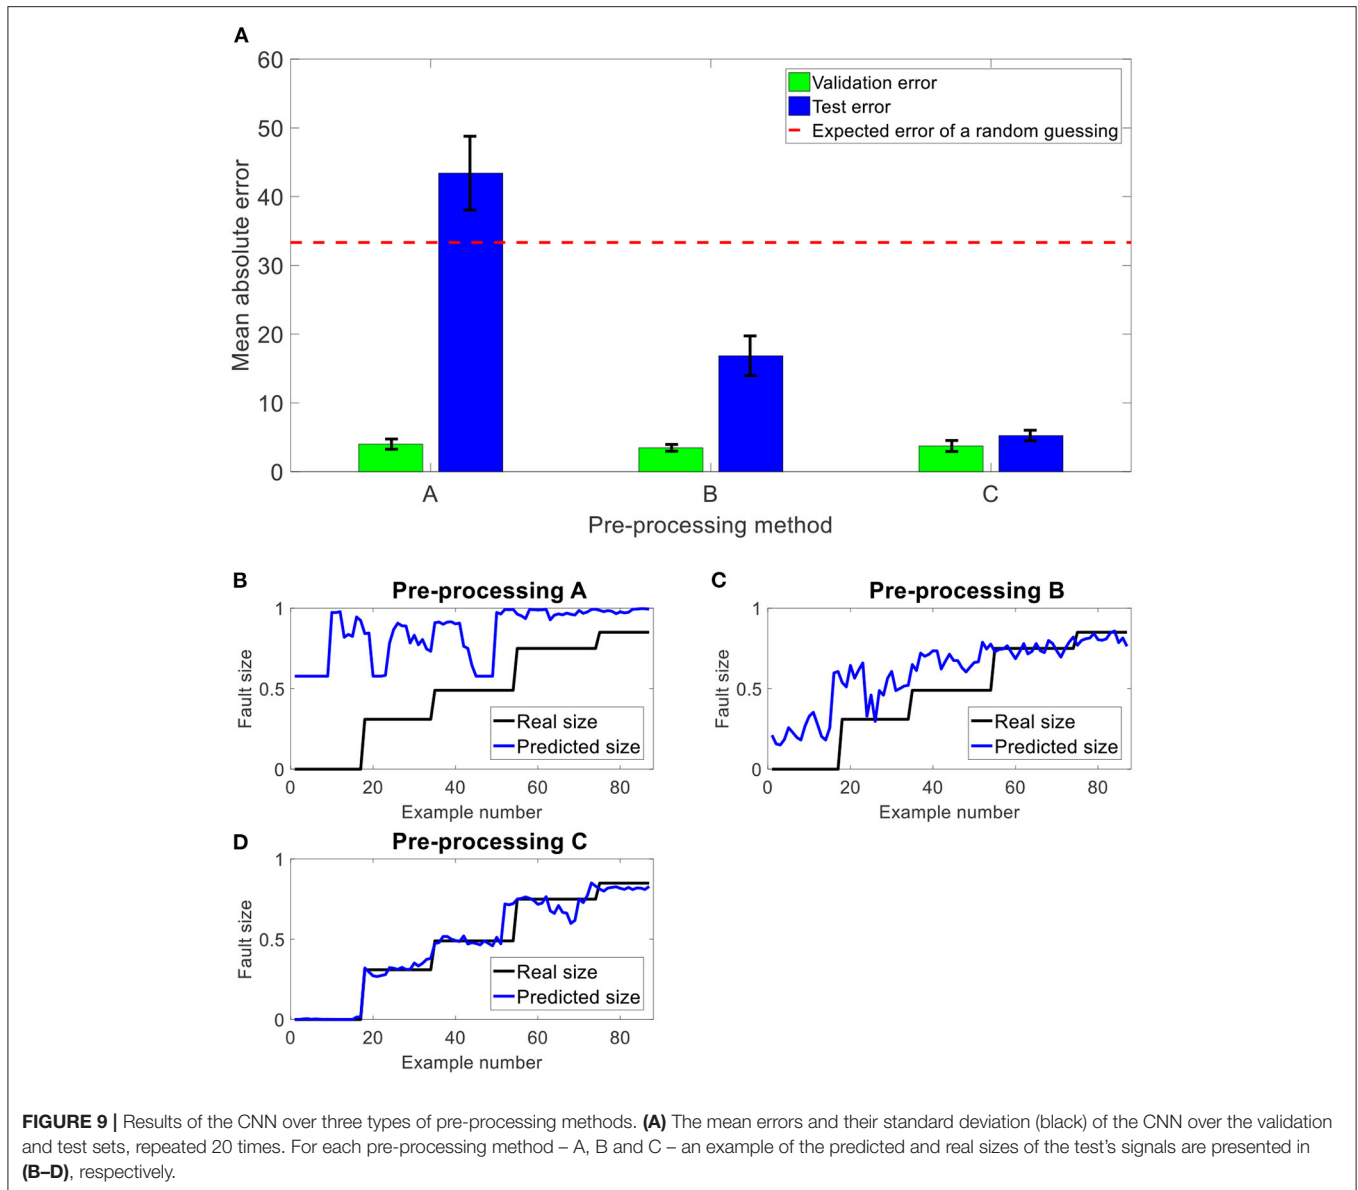 A
60
50
40
30
20
10
0
Mean absolute error
Validation error
Test error
Expected error of a random guessing
A B C
Pre-processing method
B
Pre-processing A
1
0.5
0
Fault size
Real size
Predicted size
0 20 40 60 80
Example number
C
Pre-processing B
1
0.5
0
Fault size
Real size
Predicted size
0 20 40 60 80
Example number
D
Pre-processing C
1
0.5
0
Fault size
Real size
Predicted size
0 20 40 60 80
Example number
FIGURE 9 | Results of the CNN over three types of pre-processing methods. (A) The mean errors and their standard deviation (black) of the CNN over the validation
and test sets, repeated 20 times. For each pre-processing method – A, B and C – an example of the predicted and real sizes of the test's signals are presented in
(B–D), respectively.